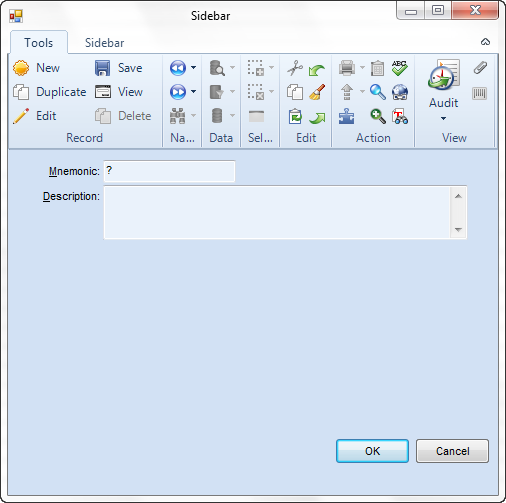 Sidebar
Tools Sidebar
New Save
Duplicate View
Edit Delete
Audit
ABC
Record Na... Data Sel... Edit Action View
Mnemonic: ?
Description:
OK Cancel